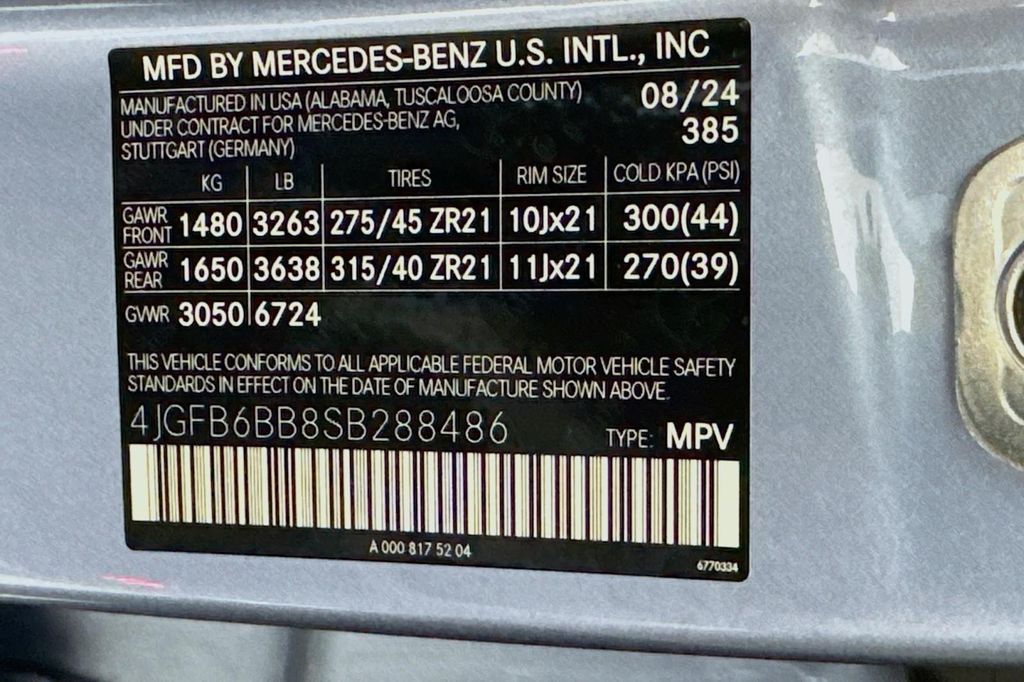 MFD BY MERCEDES-BENZ U.S. INTL., INC
MANUFACTURED IN USA (ALABAMA, TUSCALOOSA COUNTY) 08/24
UNDER CONTRACT FOR MERCEDES-BENZ AG, 385
STUTTGART (GERMANY)
KG LB TIRES RIM SIZE COLD KPA (PSI)
GAWR FRONT 1480 3263 275/45 ZR21 10Jx21 300(44)
GAWR REAR 1650 3638 315/40 ZR21 11Jx21 270(39)
GVWR 3050 6724
THIS VEHICLE CONFORMS TO ALL APPLICABLE FEDERAL MOTOR VEHICLE SAFETY
STANDARDS IN EFFECT ON THE DATE OF MANUFACTURE SHOWN ABOVE.
4JGFB6BB8SB288486 TYPE: MPV
A 000 817 52 04
6770334